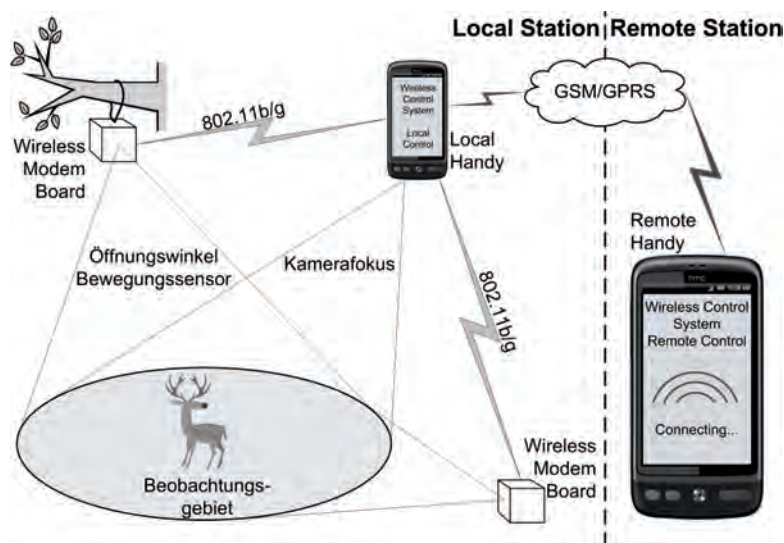 Local Station
Remote Station
802.11b/g
GSM/GPRS
Wireless
Modem
Board
Wireless
Control
System
Local
Control
Local
Handy
Remote
Handy
Öffnungswinkel
Bewegungssensor
Kamerafokus
802.11b/g
hTC
Wireless Control
System
Remote Control
Connecting...
Beobachtungs-
gebiet
Wireless
Modem
Board